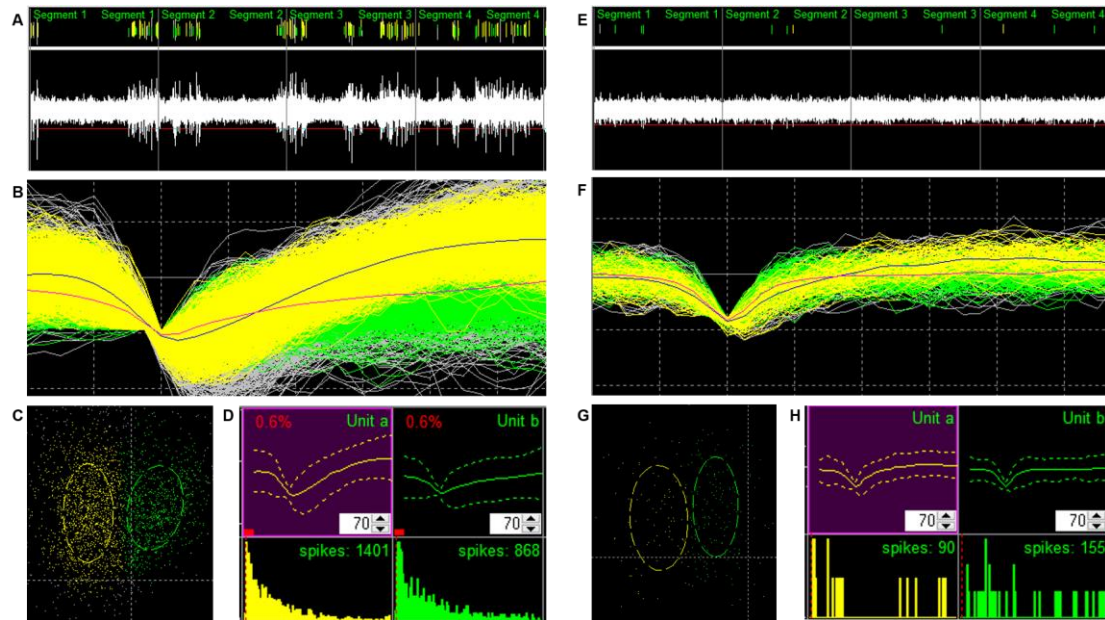 A
Segment 1 Segment 1 Segment 2 Segment 2 Segment 3 Segment 3 Segment 4 Segment 4
B
C
D
0.6% Unit a
0.6% Unit b
70
70
spikes: 1401
spikes: 868
E
Segment 1 Segment 1 Segment 2 Segment 2 Segment 3 Segment 3 Segment 4 Segment 4
F
G
H
Unit a
Unit b
70
70
spikes: 90
spikes: 155